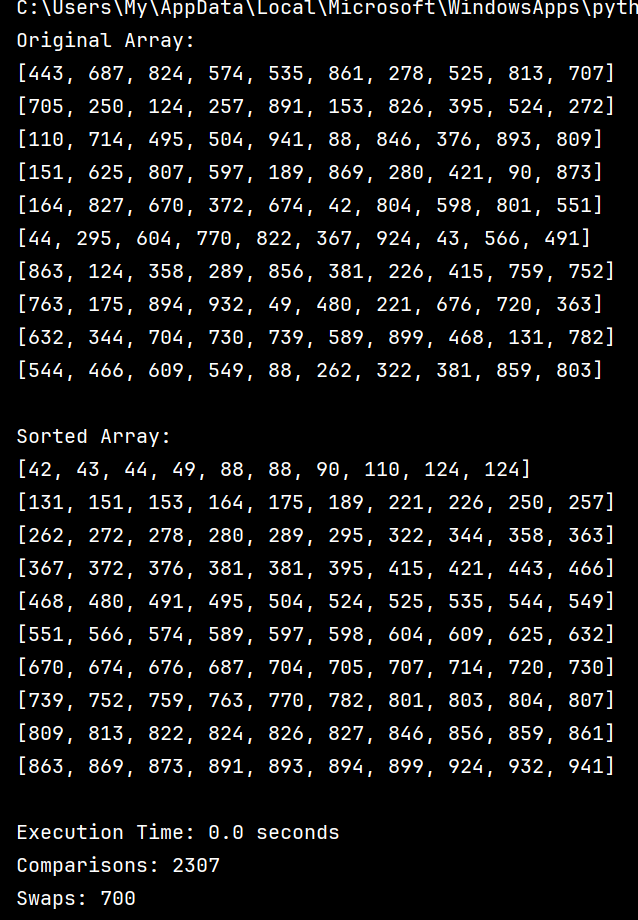 C:\Users\My\AppData\Local\Microsoft\WindowsApps\pyth
Original Array:
[443, 687, 824, 574, 535, 861, 278, 525, 813, 707]
[705, 250, 124, 257, 891, 153, 826, 395, 524, 272]
[110, 714, 495, 504, 941, 88, 846, 376, 893, 809]
[151, 625, 807, 597, 189, 869, 280, 421, 90, 873]
[164, 827, 670, 372, 674, 42, 804, 598, 801, 551]
[44, 295, 604, 770, 822, 367, 924, 43, 566, 491]
[863, 124, 358, 289, 856, 381, 226, 415, 759, 752]
[763, 175, 894, 932, 49, 480, 221, 676, 720, 363]
[632, 344, 704, 730, 739, 589, 899, 468, 131, 782]
[544, 466, 609, 549, 88, 262, 322, 381, 859, 803]
Sorted Array:
[42, 43, 44, 49, 88, 88, 90, 110, 124, 124]
[131, 151, 153, 164, 175, 189, 221, 226, 250, 257]
[262, 272, 278, 280, 289, 295, 322, 344, 358, 363]
[367, 372, 376, 381, 381, 395, 415, 421, 443, 466]
[468, 480, 491, 495, 504, 524, 525, 535, 544, 549]
[551, 566, 574, 589, 597, 598, 604, 609, 625, 632]
[670, 674, 676, 687, 704, 705, 707, 714, 720, 730]
[739, 752, 759, 763, 770, 782, 801, 803, 804, 807]
[809, 813, 822, 824, 826, 827, 846, 856, 859, 861]
[863, 869, 873, 891, 893, 894, 899, 924, 932, 941]
Execution Time: 0.0 seconds
Comparisons: 2307
Swaps: 700